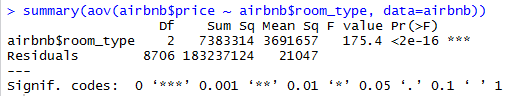 > summary(aov(airbnb$price ~ airbnb$room_type, data=airbnb))
                   Df    Sum Sq Mean Sq F value Pr(>F)
airbnb$room_type    2   7383314 3691657   175.4 <2e-16 ***
Residuals        8706 183237124   21047
---
Signif. codes:  0 ‘***’ 0.001 ‘**’ 0.01 ‘*’ 0.05 ‘.’ 0.1 ‘ ’ 1